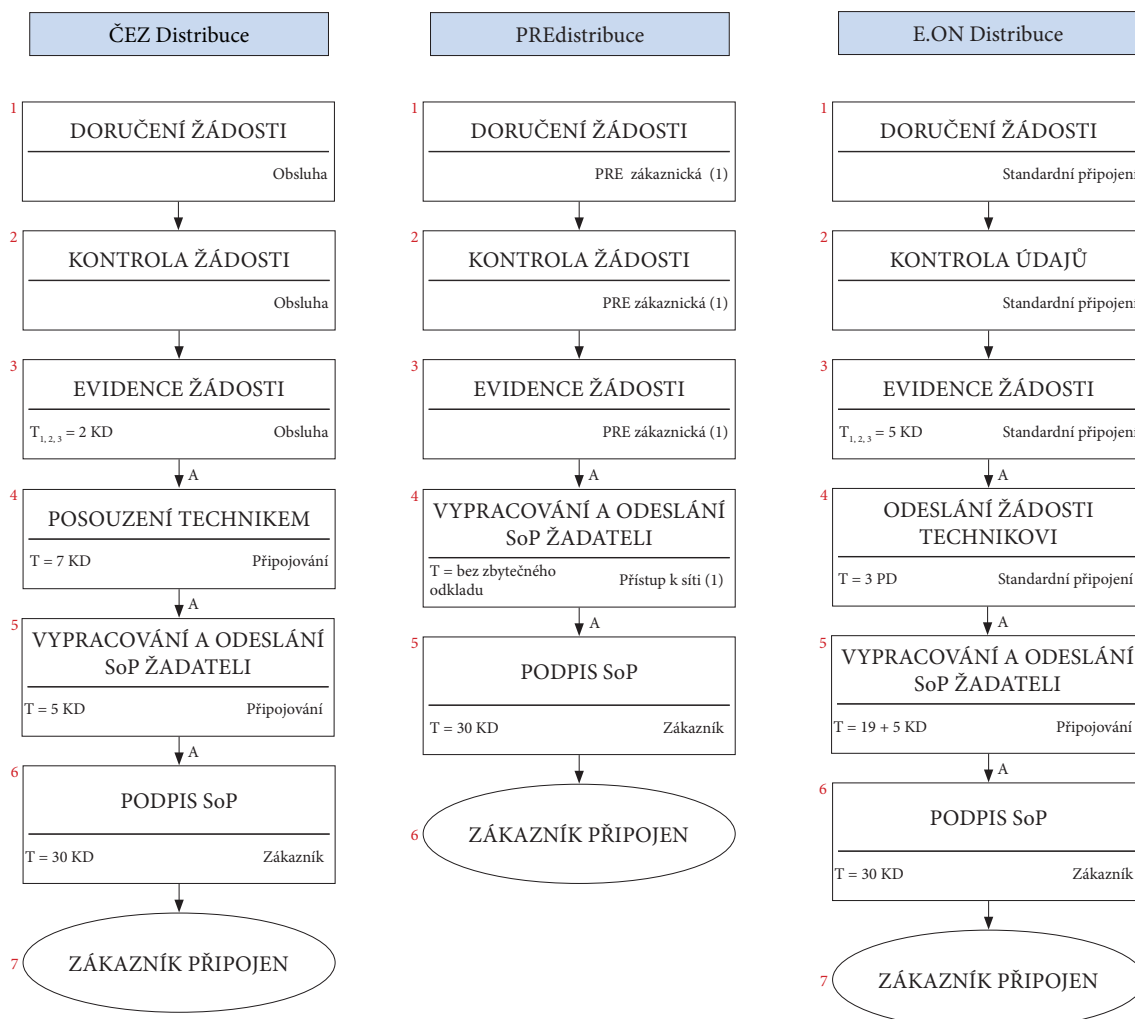 ČEZ Distribuce
1
DORUČENÍ ŽÁDOSTI
Obsluha
2
KONTROLA ŽÁDOSTI
Obsluha
3
EVIDENCE ŽÁDOSTI
T1, 2, 3 = 2 KD Obsluha
A
4
POSOUZENÍ TECHNIKEM
T = 7 KD Připojování
A
5
VYPRACOVÁNÍ A ODESLÁNÍ
SoP ŽADATELI
T = 5 KD Připojování
A
6
PODPIS SoP
T = 30 KD Zákazník
7
ZÁKAZNÍK PŘIPOJEN
PREdistribuce
1
DORUČENÍ ŽÁDOSTI
PRE zákaznická (1)
2
KONTROLA ŽÁDOSTI
PRE zákaznická (1)
3
EVIDENCE ŽÁDOSTI
PRE zákaznická (1)
A
4
VYPRACOVÁNÍ A ODESLÁNÍ
SoP ŽADATELI
T = bez zbytečného
odkladu
Přístup k síti (1)
A
5
PODPIS SoP
T = 30 KD Zákazník
6
ZÁKAZNÍK PŘIPOJEN
E.ON Distribuce
1
DORUČENÍ ŽÁDOSTI
Standardní připojení
2
KONTROLA ÚDAJŮ
Standardní připojení
3
EVIDENCE ŽÁDOSTI
T1, 2, 3 = 5 KD Standardní připojení
A
4
ODESLÁNÍ ŽÁDOSTI
TECHNIKOVI
T = 3 PD Standardní připojení
A
5
VYPRACOVÁNÍ A ODESLÁNÍ
SoP ŽADATELI
T = 19 + 5 KD Připojování
A
6
PODPIS SoP
T = 30 KD Zákazník
7
ZÁKAZNÍK PŘIPOJEN